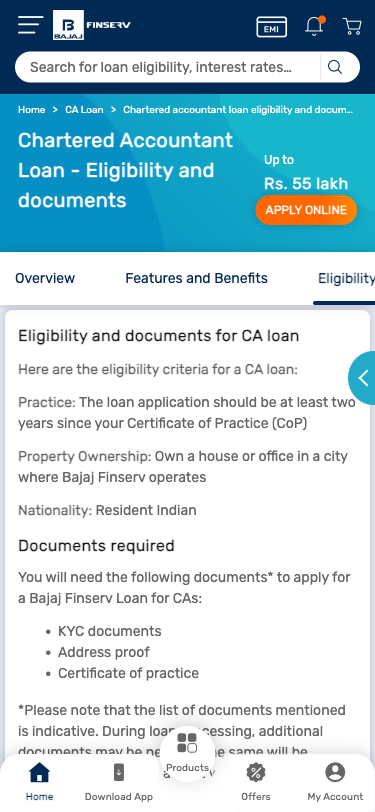 B
BAJAJ FINSERV
EMI
Search for loan eligibility, interest rates...
Home > CA Loan > Chartered accountant loan eligibility and docum...
Chartered Accountant
Loan - Eligibility and
documents
Up to
Rs. 55 lakh
APPLY ONLINE
Overview Features and Benefits Eligibility
Eligibility and documents for CA loan
Here are the eligibility criteria for a CA loan:
Practice: The loan application should be at least two
years since your Certificate of Practice (CoP)
Property Ownership: Own a house or office in a city
where Bajaj Finserv operates
Nationality: Resident Indian
Documents required
You will need the following documents* to apply for
a Bajaj Finserv Loan for CAs:
• KYC documents
• Address proof
• Certificate of practice
*Please note that the list of documents mentioned
is indicative. During loan processing, additional
documents may be same will be
Products
Home Download App Offers My Account